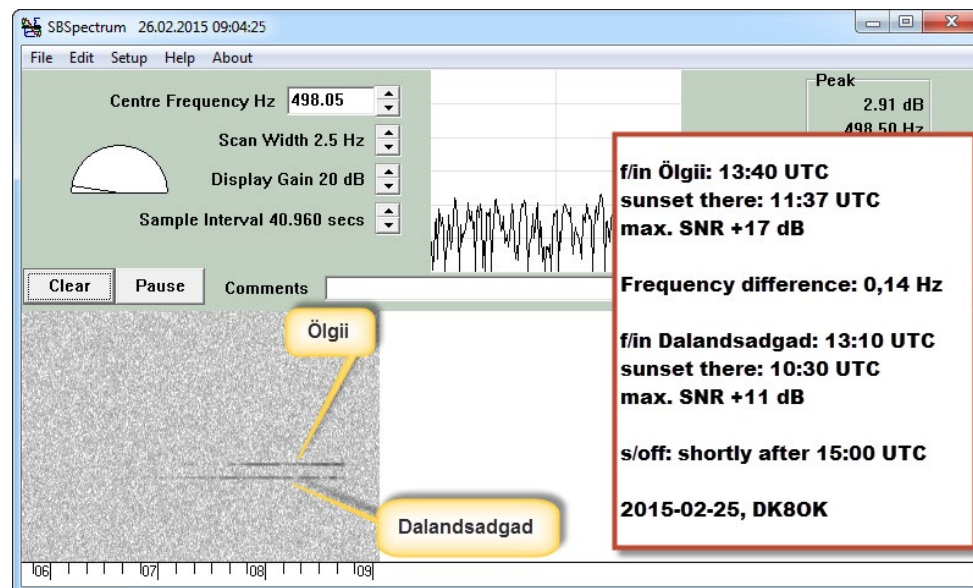 SBSpectrum 26.02.2015 09:04:25
File Edit Setup Help About
Centre Frequency Hz 498.05
Scan Width 2.5 Hz
Display Gain 20 dB
Sample Interval 40.960 secs
Peak
2.91 dB
498.50 Hz
Clear Pause Comments
f/in Ölgii: 13:40 UTC
sunset there: 11:37 UTC
max. SNR +17 dB
Frequency difference: 0,14 Hz
f/in Dalandsadgad: 13:10 UTC
sunset there: 10:30 UTC
max. SNR +11 dB
s/off: shortly after 15:00 UTC
2015-02-25, DK8OK
Ölgii
Dalandsadgad
06 07 08 09